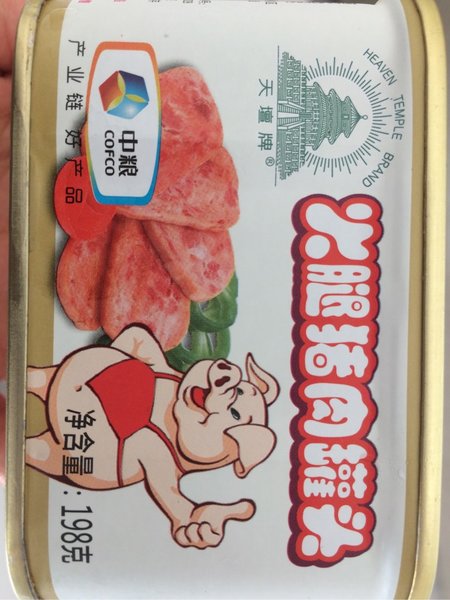 HEAVEN TEMPLE BRAND
天壇牌®
火腿猪肉罐头
中粮
COFCO
产业链 好产品
净含量：198克